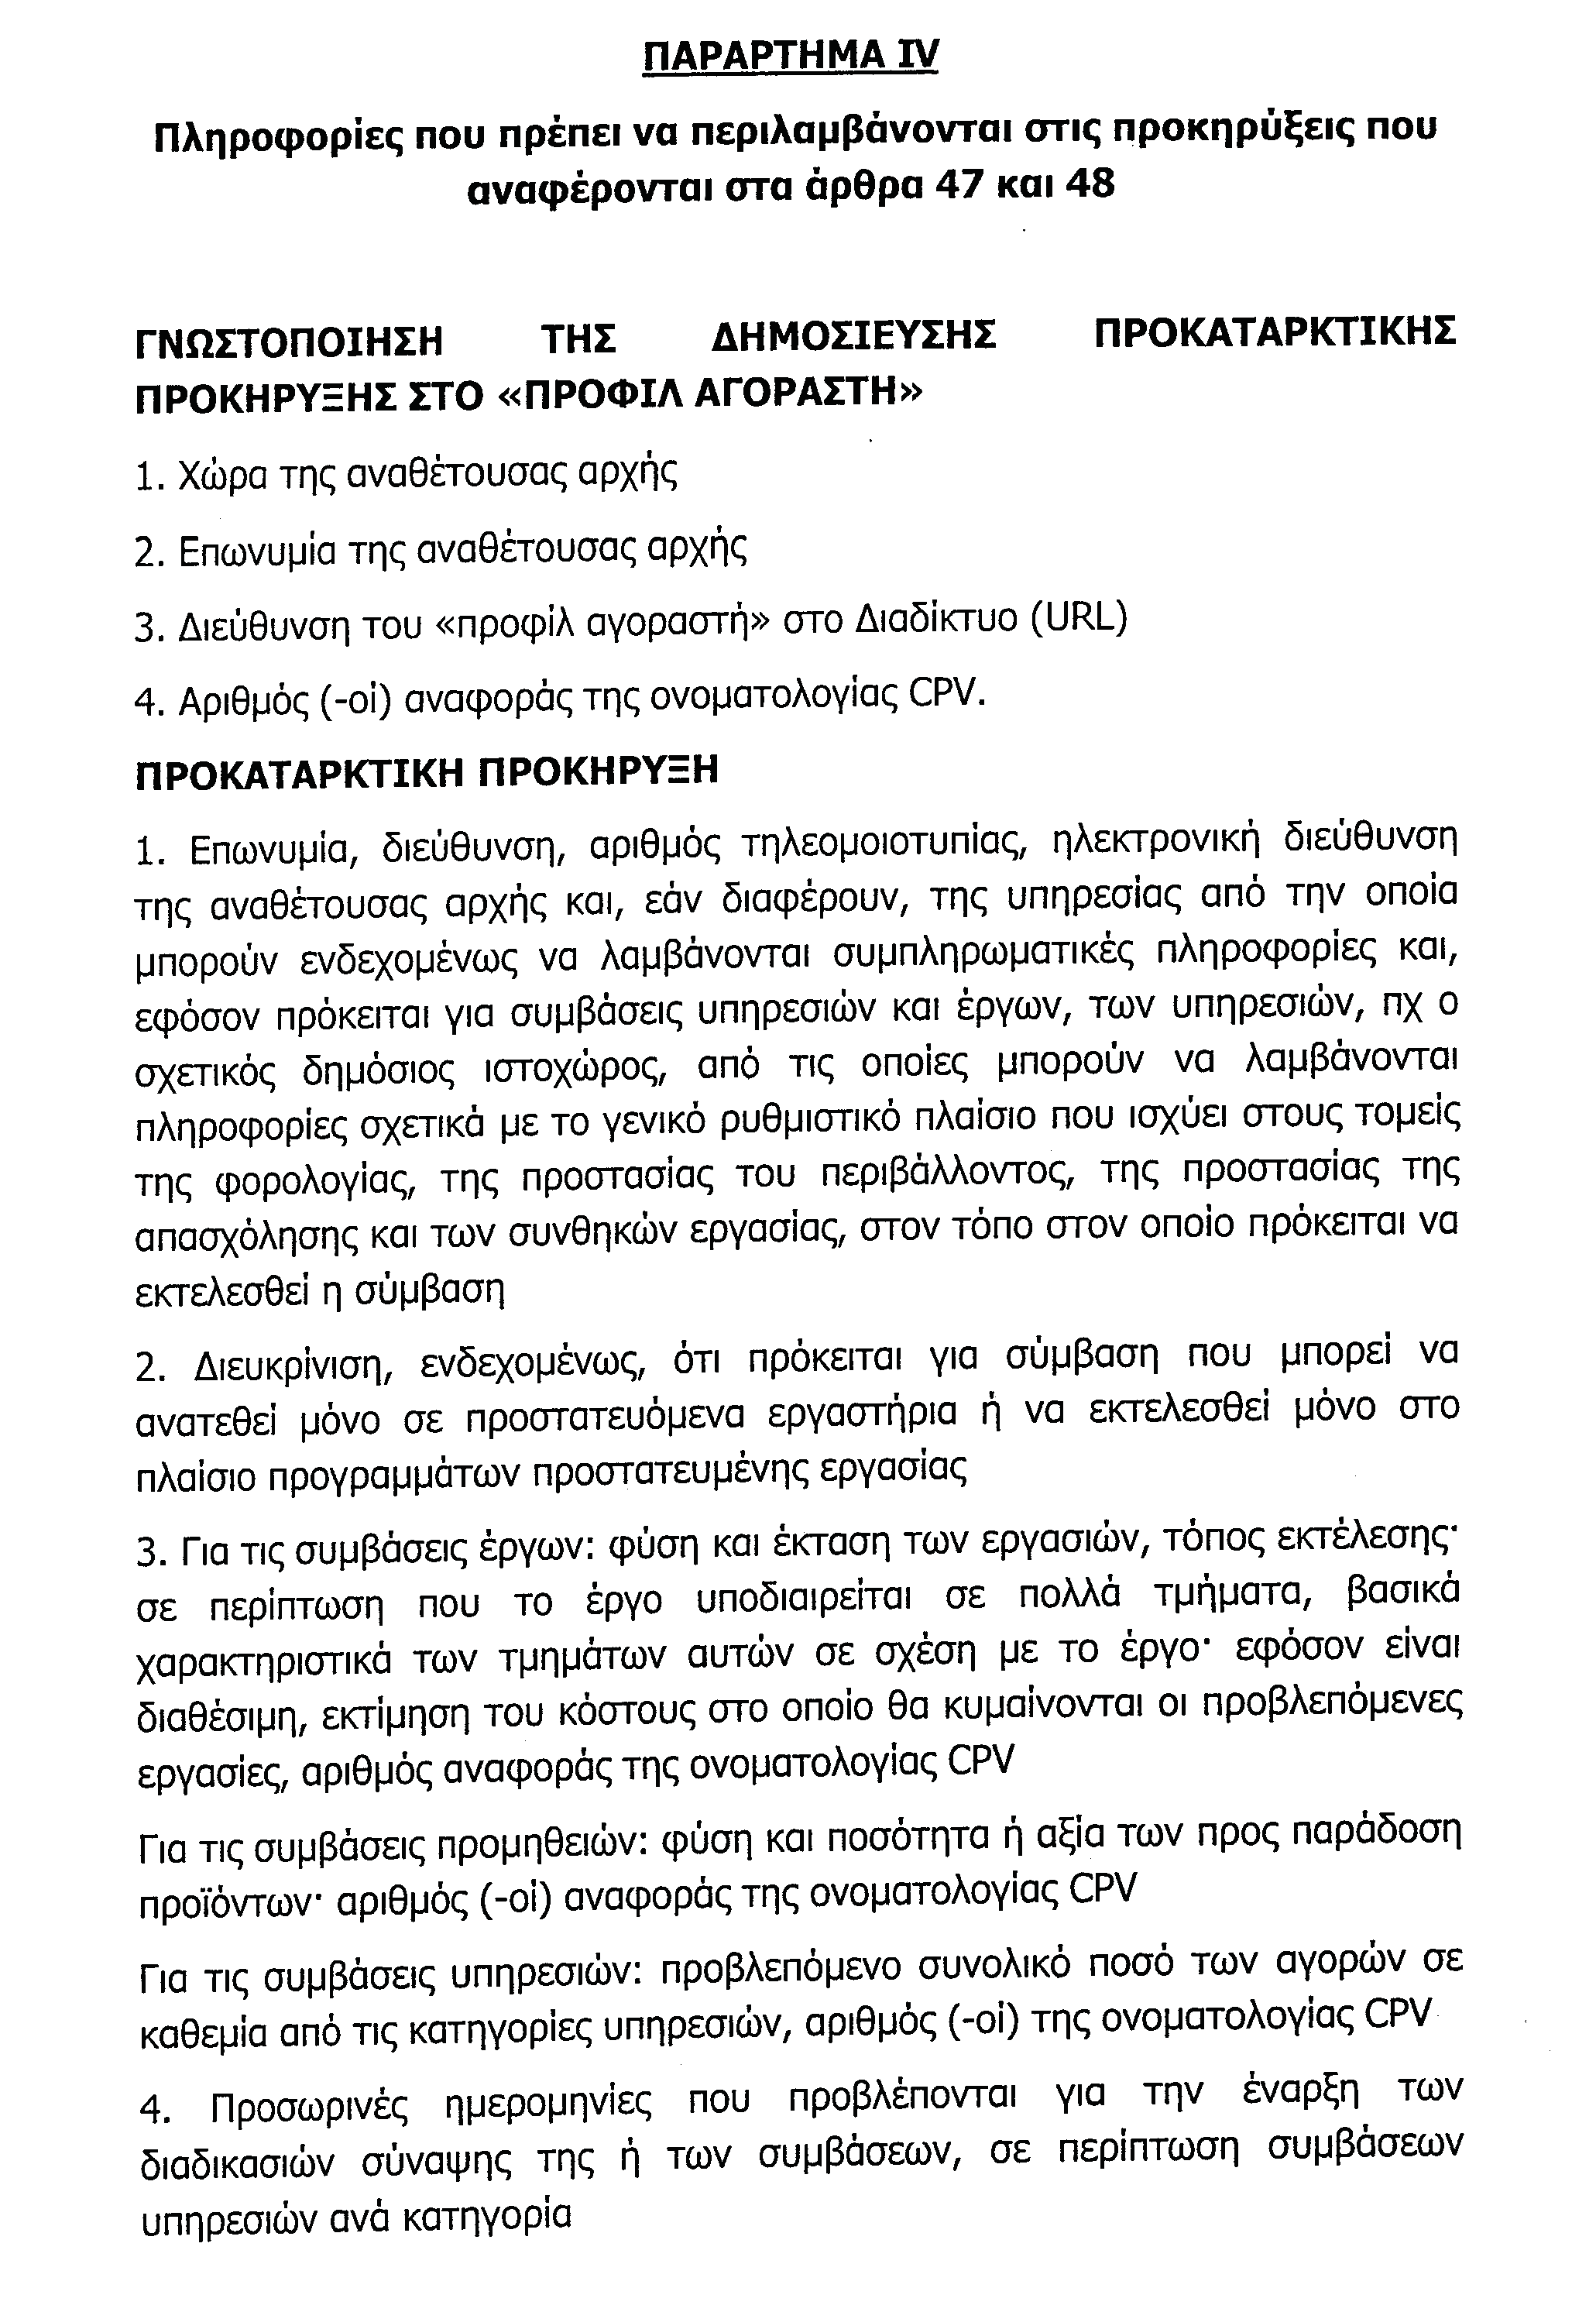 ΠΑΡΑΡΤΗΜΑ IV
Πληροφορίες που πρέπει να περιλαμβάνονται στις προκηρύξεις που
αναφέρονται στα άρθρα 47 και 48
ΓΝΩΣΤΟΠΟΙΗΣΗ ΤΗΣ ΔΗΜΟΣΙΕΥΣΗΣ ΠΡΟΚΑΤΑΡΚΤΙΚΗΣ
ΠΡΟΚΗΡΥΞΗΣ ΣΤΟ «ΠΡΟΦΙΛ ΑΓΟΡΑΣΤΗ»
1. Χώρα της αναθέτουσας αρχής
2. Επωνυμία της αναθέτουσας αρχής
3. Διεύθυνση του «προφίλ αγοραστή» στο Διαδίκτυο (URL)
4. Αριθμός (-οί) αναφοράς της ονοματολογίας CPV.
ΠΡΟΚΑΤΑΡΚΤΙΚΗ ΠΡΟΚΗΡΥΞΗ
1. Επωνυμία, διεύθυνση, αριθμός τηλεομοιοτυπίας, ηλεκτρονική διεύθυνση
της αναθέτουσας αρχής και, εάν διαφέρουν, της υπηρεσίας από την οποία
μπορούν ενδεχομένως να λαμβάνονται συμπληρωματικές πληροφορίες και,
εφόσον πρόκειται για συμβάσεις υπηρεσιών και έργων, των υπηρεσιών, πχ ο
σχετικός δημόσιος ιστοχώρος, από τις οποίες μπορούν να λαμβάνονται
πληροφορίες σχετικά με το γενικό ρυθμιστικό πλαίσιο που ισχύει στους τομείς
της φορολογίας, της προστασίας του περιβάλλοντος, της προστασίας της
απασχόλησης και των συνθηκών εργασίας, στον τόπο στον οποίο πρόκειται να
εκτελεσθεί η σύμβαση
2. Διευκρίνιση, ενδεχομένως, ότι πρόκειται για σύμβαση που μπορεί να
ανατεθεί μόνο σε προστατευόμενα εργαστήρια ή να εκτελεσθεί μόνο στο
πλαίσιο προγραμμάτων προστατευμένης εργασίας
3. Για τις συμβάσεις έργων: φύση και έκταση των εργασιών, τόπος εκτέλεσης·
σε περίπτωση που το έργο υποδιαιρείται σε πολλά τμήματα, βασικά
χαρακτηριστικά των τμημάτων αυτών σε σχέση με το έργο· εφόσον είναι
διαθέσιμη, εκτίμηση του κόστους στο οποίο θα κυμαίνονται οι προβλεπόμενες
εργασίες, αριθμός αναφοράς της ονοματολογίας CPV
Για τις συμβάσεις προμηθειών: φύση και ποσότητα ή αξία των προς παράδοση
προϊόντων· αριθμός (-οί) αναφοράς της ονοματολογίας CPV
Για τις συμβάσεις υπηρεσιών: προβλεπόμενο συνολικό ποσό των αγορών σε
καθεμία από τις κατηγορίες υπηρεσιών, αριθμός (-οί) της ονοματολογίας CPV
4. Προσωρινές ημερομηνίες που προβλέπονται για την έναρξη των
διαδικασιών σύναψης της ή των συμβάσεων, σε περίπτωση συμβάσεων
υπηρεσιών ανά κατηγορία